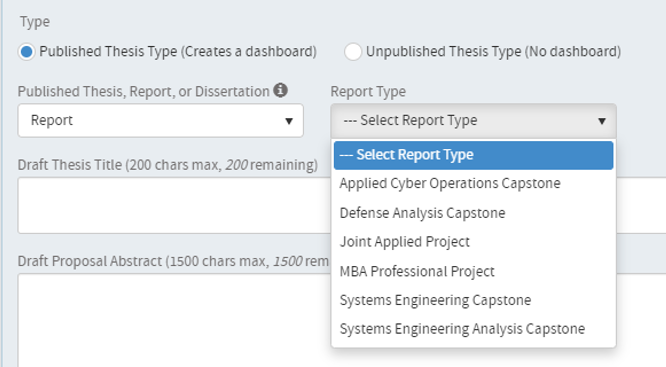 Type
Published Thesis Type (Creates a dashboard)
Unpublished Thesis Type (No dashboard)
Published Thesis, Report, or Dissertation
Report Type
Report
--- Select Report Type
--- Select Report Type
Applied Cyber Operations Capstone
Defense Analysis Capstone
Joint Applied Project
MBA Professional Project
Systems Engineering Capstone
Systems Engineering Analysis Capstone
Draft Thesis Title (200 chars max, 200 remaining)
Draft Proposal Abstract (1500 chars max, 1500 rem